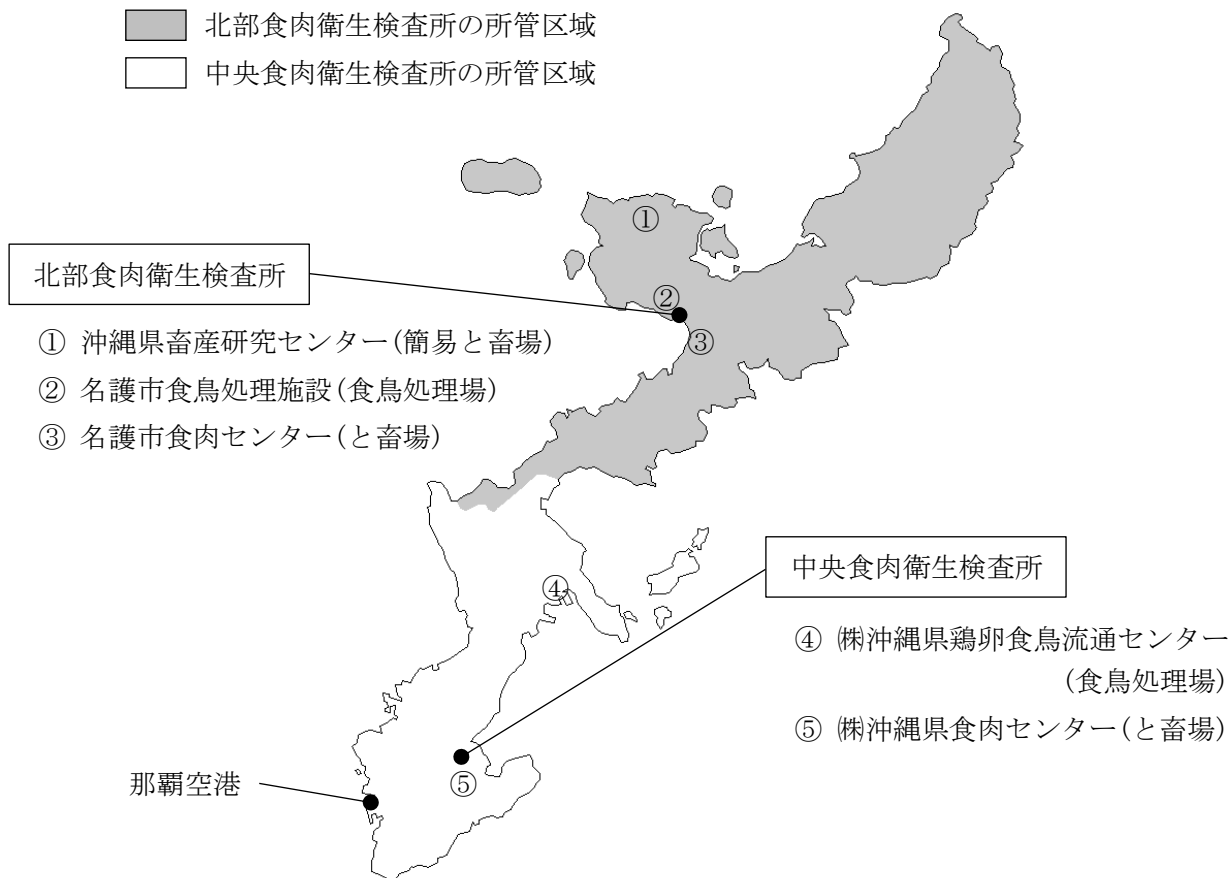 北部食肉衛生検査所の所管区域
中央食肉衛生検査所の所管区域
①
北部食肉衛生検査所
②
③
① 沖縄県畜産研究センター(簡易と畜場)
② 名護市食鳥処理施設(食鳥処理場)
③ 名護市食肉センター(と畜場)
④
中央食肉衛生検査所
④ ㈱沖縄県鶏卵食鳥流通センター
(食鳥処理場)
⑤ ㈱沖縄県食肉センター(と畜場)
⑤
那覇空港